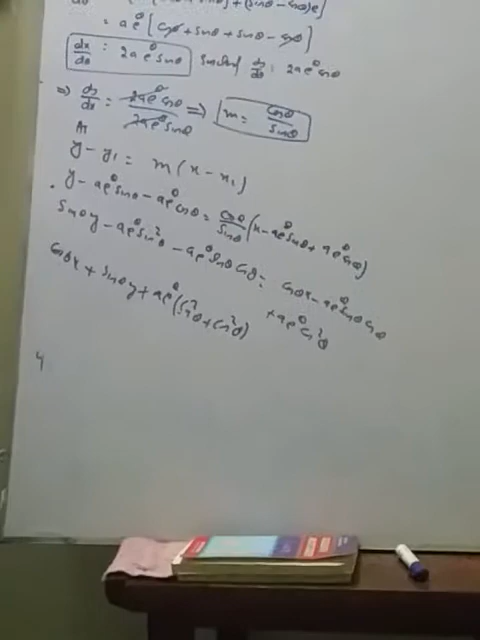 = ae^θ [cosθ + sinθ + sinθ - cosθ]
dx/dθ = 2ae^θ sinθ dy/dθ = 2ae^θ cosθ
⇒ dy/dx = 2ae^θ cosθ / 2ae^θ sinθ ⇒ m = cosθ/sinθ
y - y₁ = m (x - x₁)
y - ae^θ sinθ - ae^θ cosθ = cosθ/sinθ (x - ae^θ sinθ + ae^θ cosθ)
sinθ y - ae^θ sin²θ - ae^θ sinθ cosθ = cosθ x - ae^θ sinθ cosθ
+ ae^θ cos²θ
cosθ x + sinθ y + ae^θ (sin²θ + cos²θ)